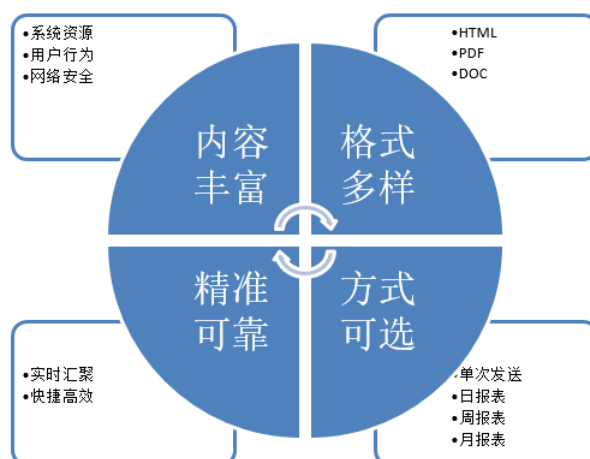 •系统资源
•用户行为
•网络安全
•HTML
•PDF
•DOC
内容
丰富
格式
多样
精准
可靠
方式
可选
•实时汇聚
•快捷高效
•单次发送
•日报表
•周报表
•月报表